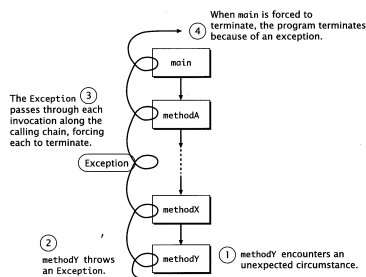 ④ When main is forced to
terminate, the program terminates
because of an exception.
main
The Exception ③
passes through each
invocation along the
calling chain, forcing
each to terminate.
methodA
Exception
methodX
② methodY throws
an Exception.
methodY
① methodY encounters an
unexpected circumstance.